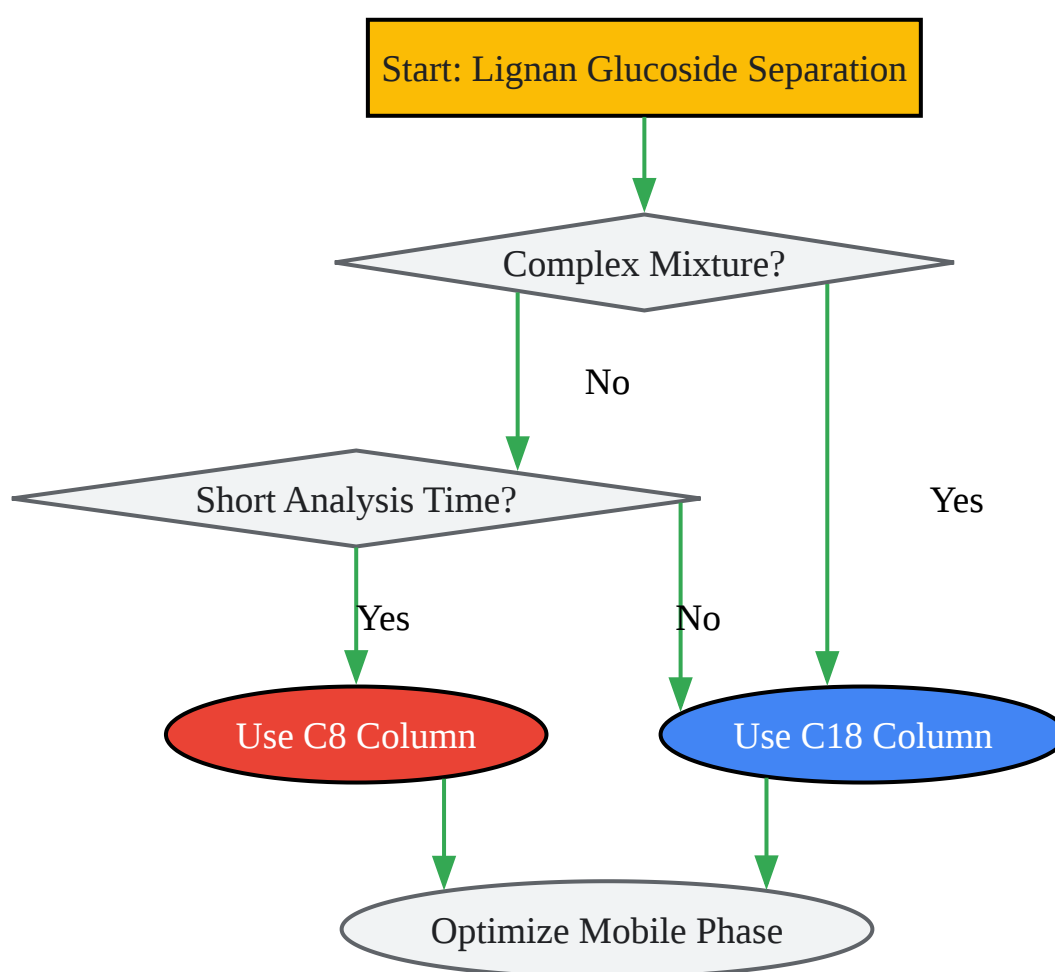 Start: Lignan Glucoside Separation
Complex Mixture?
No
Short Analysis Time?
Yes
Yes
No
Use C8 Column
Use C18 Column
Optimize Mobile Phase